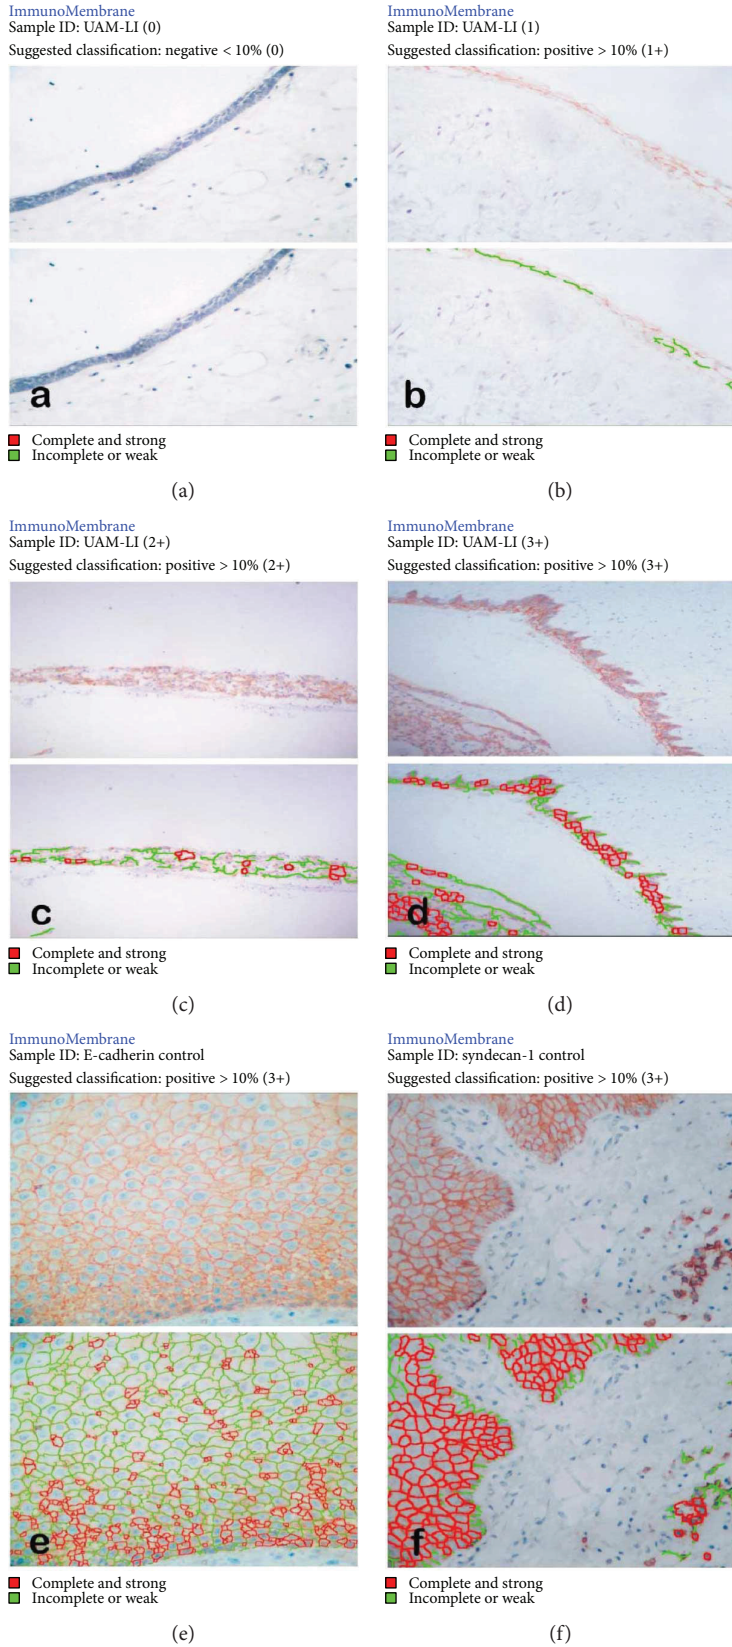 ImmunoMembrane
Sample ID: UAM-LI (0)
Suggested classification: negative < 10% (0)
a
Complete and strong
Incomplete or weak
(a)
ImmunoMembrane
Sample ID: UAM-LI (1)
Suggested classification: positive > 10% (1+)
b
Complete and strong
Incomplete or weak
(b)
ImmunoMembrane
Sample ID: UAM-LI (2+)
Suggested classification: positive > 10% (2+)
c
Complete and strong
Incomplete or weak
(c)
ImmunoMembrane
Sample ID: UAM-LI (3+)
Suggested classification: positive > 10% (3+)
d
Complete and strong
Incomplete or weak
(d)
ImmunoMembrane
Sample ID: E-cadherin control
Suggested classification: positive > 10% (3+)
e
Complete and strong
Incomplete or weak
(e)
ImmunoMembrane
Sample ID: syndecan-1 control
Suggested classification: positive > 10% (3+)
f
Complete and strong
Incomplete or weak
(f)